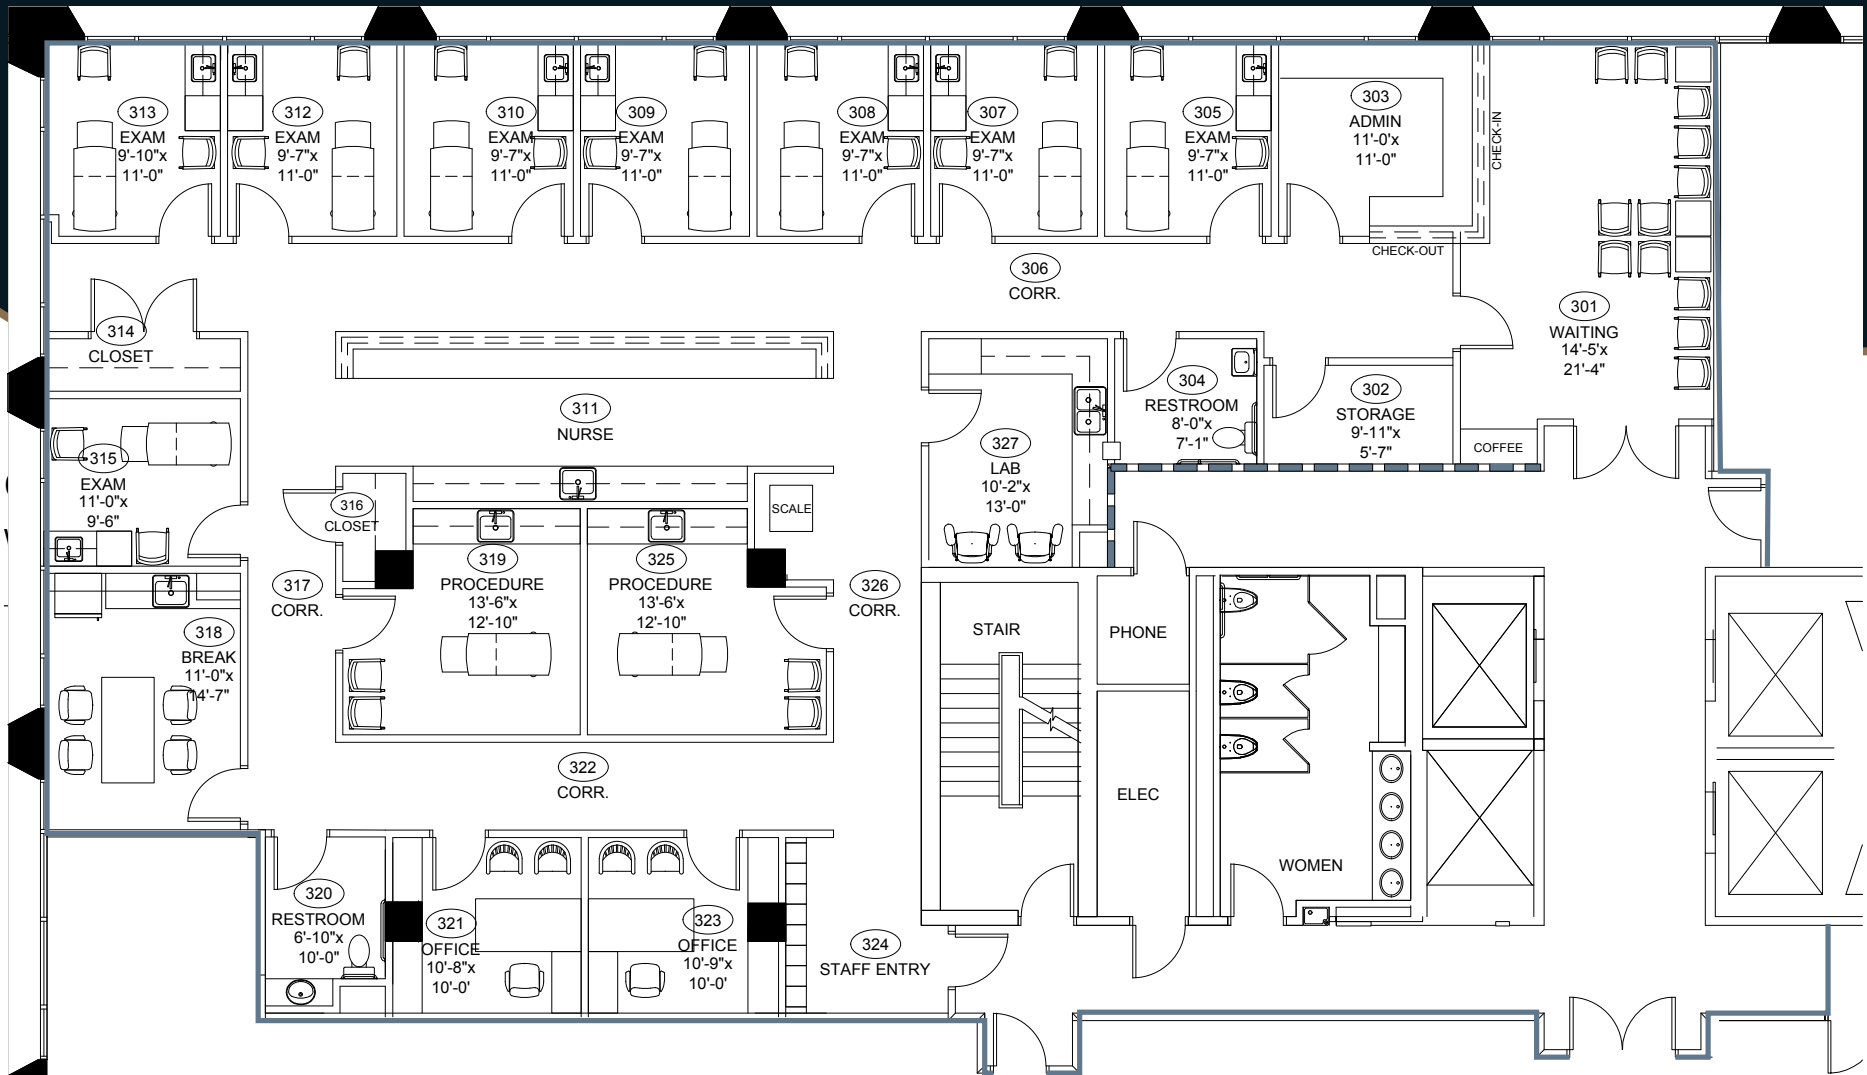 313
EXAM
9'-10"x
11'-0"
312
EXAM
9'-7"x
11'-0"
310
EXAM
9'-7"x
11'-0"
309
EXAM
9'-7"x
11'-0"
308
EXAM
9'-7"x
11'-0"
307
EXAM
9'-7"x
11'-0"
305
EXAM
9'-7"x
11'-0"
303
ADMIN
11'-0'x
11'-0"
CHECK-IN
CHECK-OUT
306
CORR.
301
WAITING
14'-5'x
21'-4"
314
CLOSET
311
NURSE
304
RESTROOM
8'-0"x
7'-1"
302
STORAGE
9'-11"x
5'-7"
COFFEE
327
LAB
10'-2"x
13'-0"
315
EXAM
11'-0"x
9'-6"
316
CLOSET
SCALE
319
PROCEDURE
13'-6"x
12'-10"
325
PROCEDURE
13'-6'x
12'-10"
317
CORR.
326
CORR.
318
BREAK
11'-0"x
14'-7"
STAIR
PHONE
322
CORR.
ELEC
WOMEN
320
RESTROOM
6'-10"x
10'-0"
321
OFFICE
10'-8"x
10'-0'
323
OFFICE
10'-9"x
10'-0'
324
STAFF ENTRY